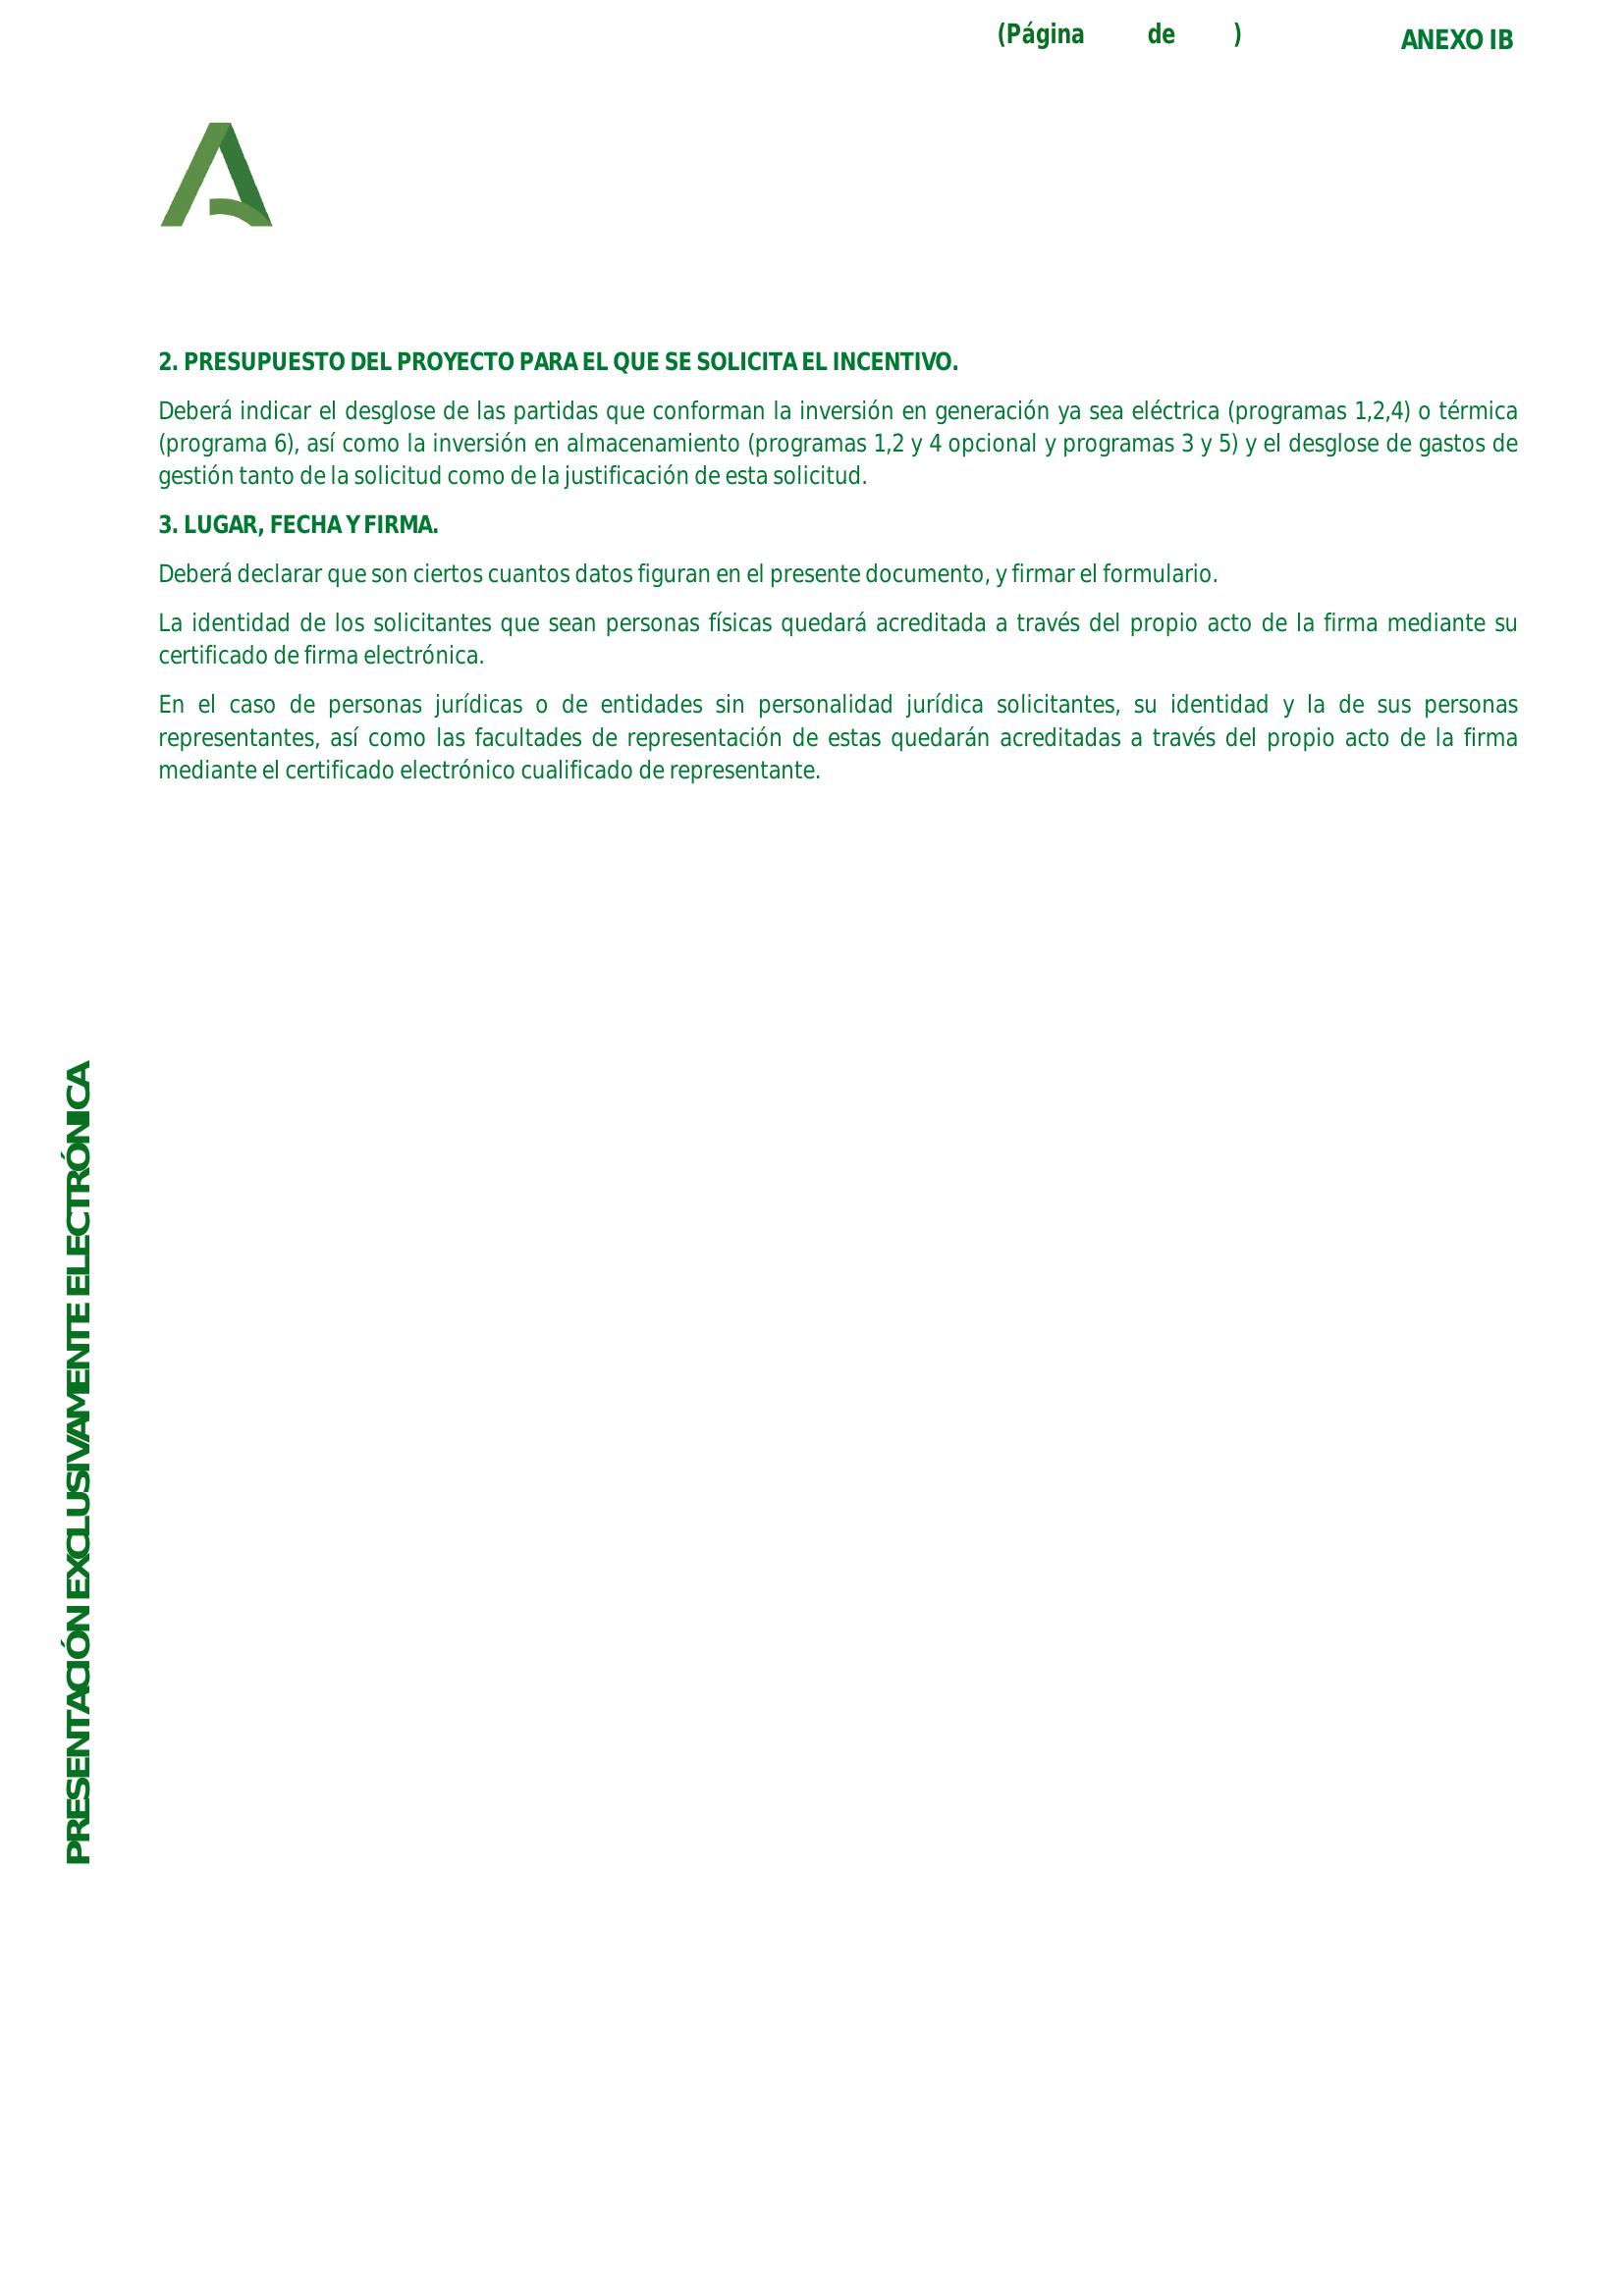 (Página de )
ANEXO IB
2. PRESUPUESTO DEL PROYECTO PARA EL QUE SE SOLICITA EL INCENTIVO.
Deberá indicar el desglose de las partidas que conforman la inversión en generación ya sea eléctrica (programas 1,2,4) o térmica
(programa 6), así como la inversión en almacenamiento (programas 1,2 y 4 opcional y programas 3 y 5) y el desglose de gastos de
gestión tanto de la solicitud como de la justificación de esta solicitud.
3. LUGAR, FECHA Y FIRMA.
Deberá declarar que son ciertos cuantos datos figuran en el presente documento, y firmar el formulario.
La identidad de los solicitantes que sean personas físicas quedará acreditada a través del propio acto de la firma mediante su
certificado de firma electrónica.
En el caso de personas jurídicas o de entidades sin personalidad jurídica solicitantes, su identidad y la de sus personas
representantes, así como las facultades de representación de estas quedarán acreditadas a través del propio acto de la firma
mediante el certificado electrónico cualificado de representante.
PRESENTACIÓN EXCLUSIVAMENTE ELECTRÓNICA